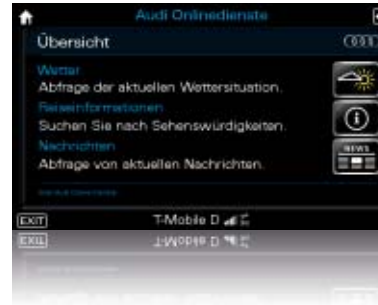 Audi Onlinedienste
Übersicht
Wetter
Abfrage der aktuellen Wettersituation.
Reiseinformationen
Suchen Sie nach Sehenswürdigkeiten.
Nachrichten
NEWS
Abfrage von aktuellen Nachrichten.
EXIT
T-Mobile D